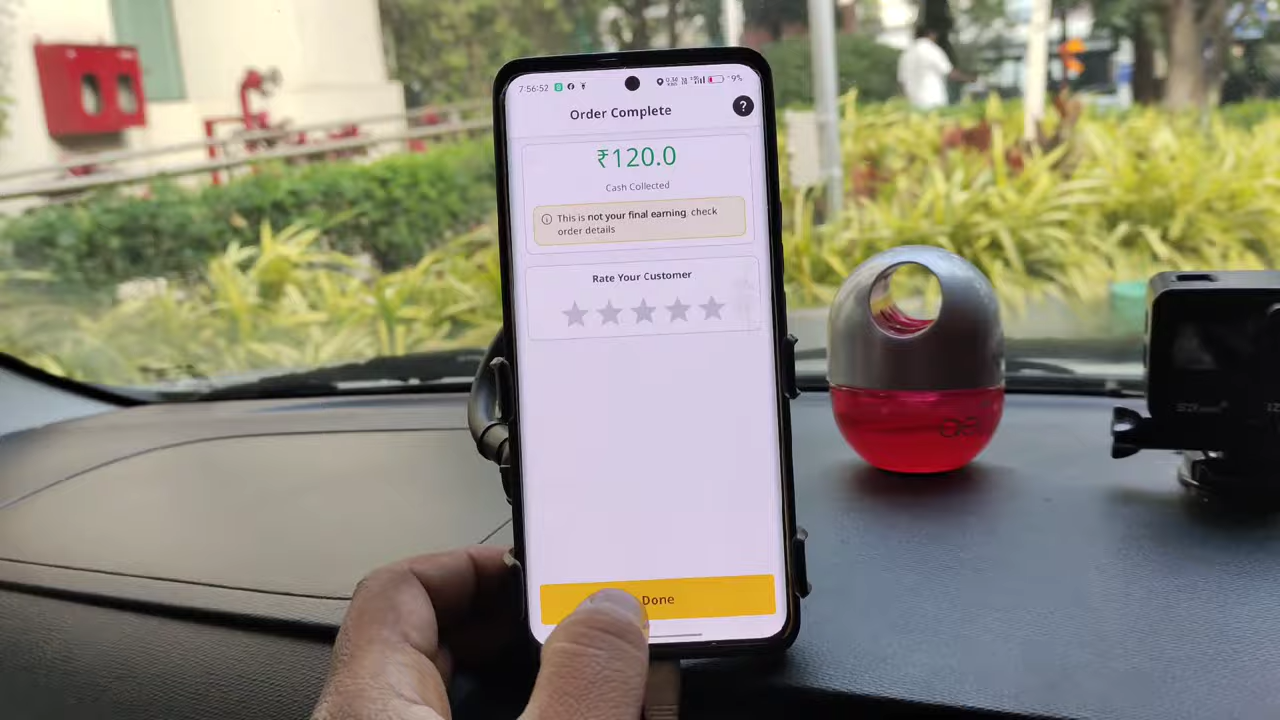 7:56:52
9%
Order Complete
?
₹120.0
Cash Collected
This is not your final earning, check
order details
Rate Your Customer
Done